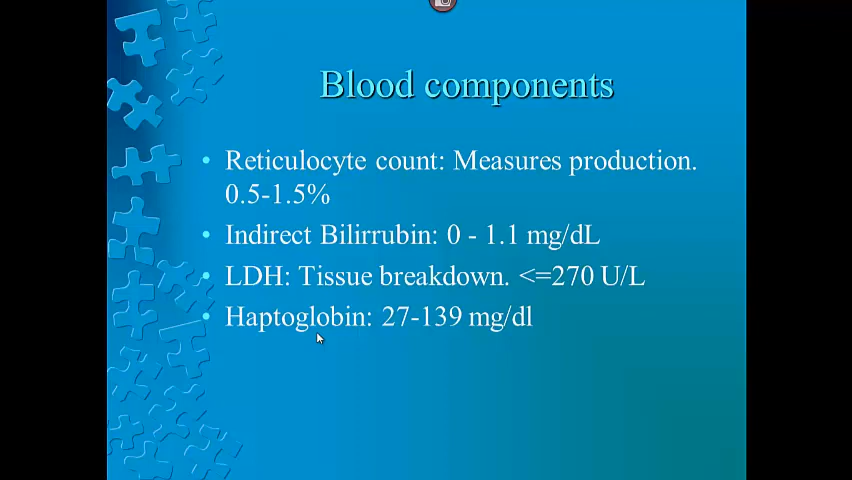 Blood components
• Reticulocyte count: Measures production.
0.5-1.5%
• Indirect Bilirrubin: 0 - 1.1 mg/dL
• LDH: Tissue breakdown. <=270 U/L
• Haptoglobin: 27-139 mg/dl